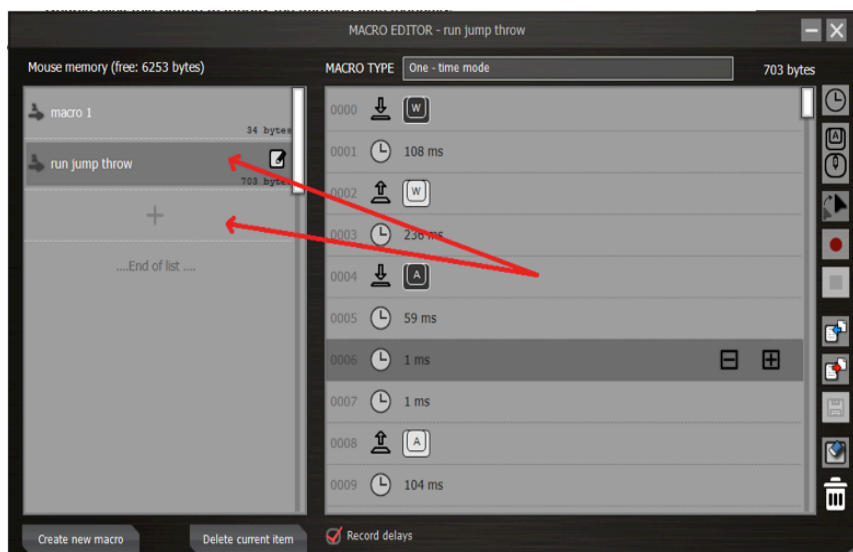 MACRO EDITOR - run jump throw
Mouse memory (free: 6253 bytes)
MACRO TYPE
One - time mode
703 bytes
macro 1
34 bytes
run jump throw
703 bytes
+
....End of list ....
0000 W
0001 108 ms
0002 W
0003 236 ms
0004 A
0005 59 ms
0006 1 ms
0007 1 ms
0008 A
0009 104 ms
A
Create new macro
Delete current item
Record delays